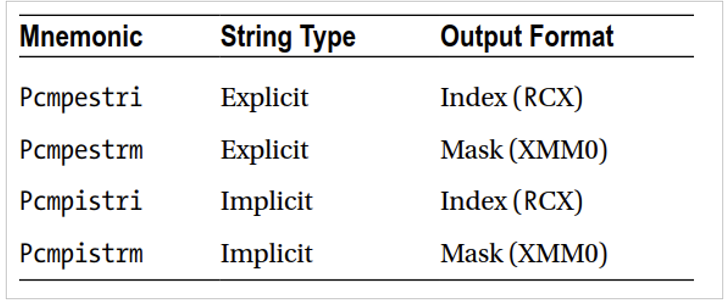 Mnemonic String Type Output Format
Pcmpestri Explicit Index (RCX)
Pcmpestrm Explicit Mask (XMM0)
Pcmpistri Implicit Index (RCX)
Pcmpistrm Implicit Mask (XMM0)